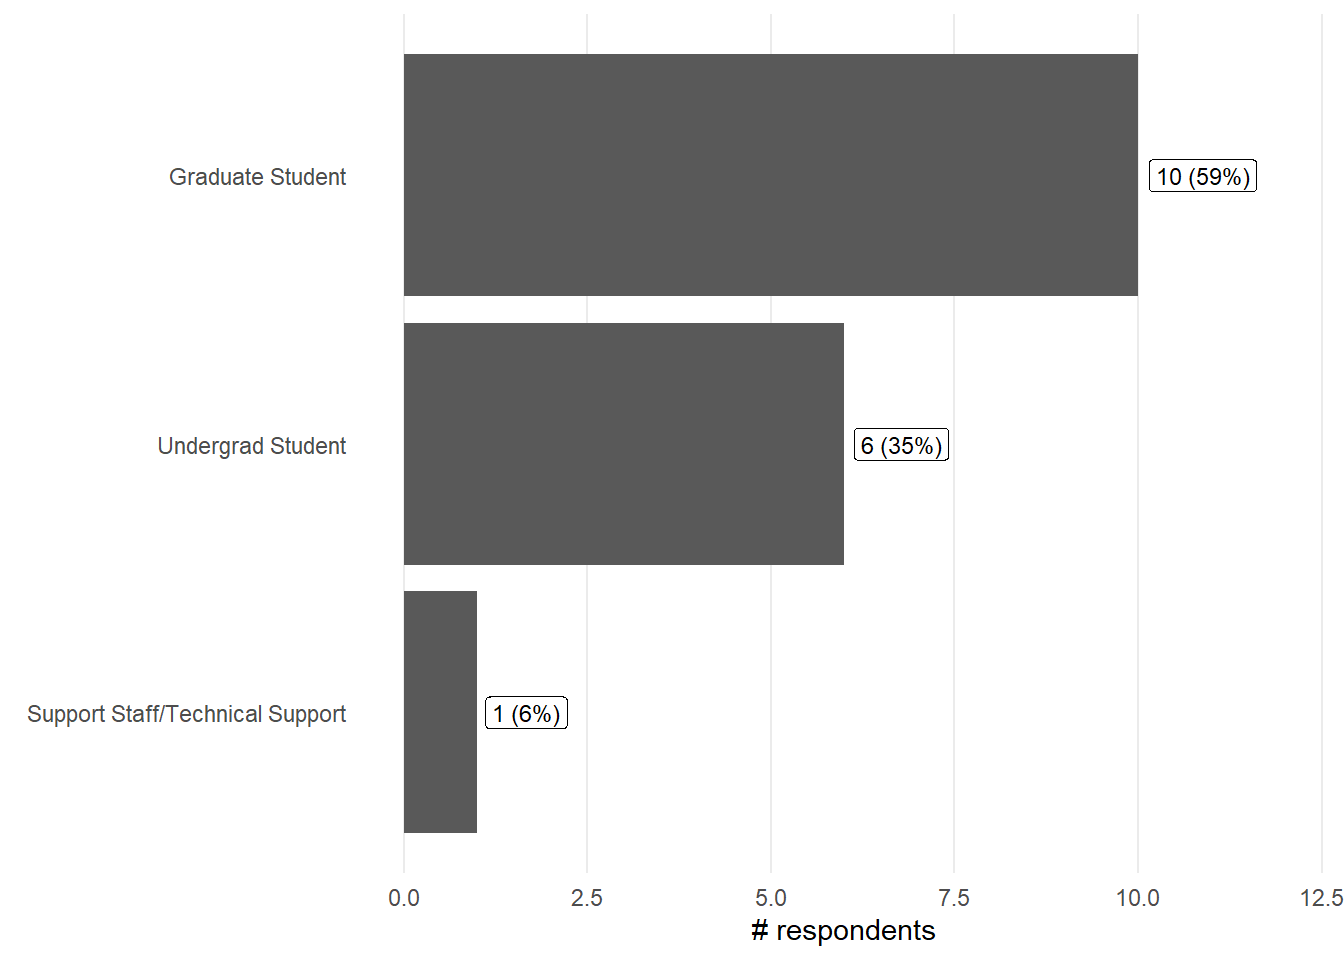 Graduate Student
10 (59%)
Undergrad Student
6 (35%)
Support Staff/Technical Support
1 (6%)
0.0 2.5 5.0 7.5 10.0 12.5
# respondents